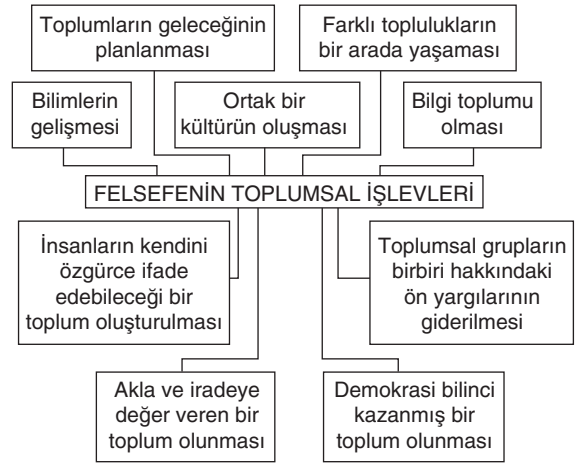 Toplumların geleceğinin
planlanması
Farklı toplulukların
bir arada yaşaması
Bilimlerin
gelişmesi
Ortak bir
kültürün oluşması
Bilgi toplumu
olması
FELSEFENİN TOPLUMSAL İŞLEVLERİ
İnsanların kendini
özgürce ifade
edebileceği bir
toplum oluşturulması
Toplumsal grupların
birbiri hakkındaki
ön yargılarının
giderilmesi
Akla ve iradeye
değer veren bir
toplum olunması
Demokrasi bilinci
kazanmış bir
toplum olunması